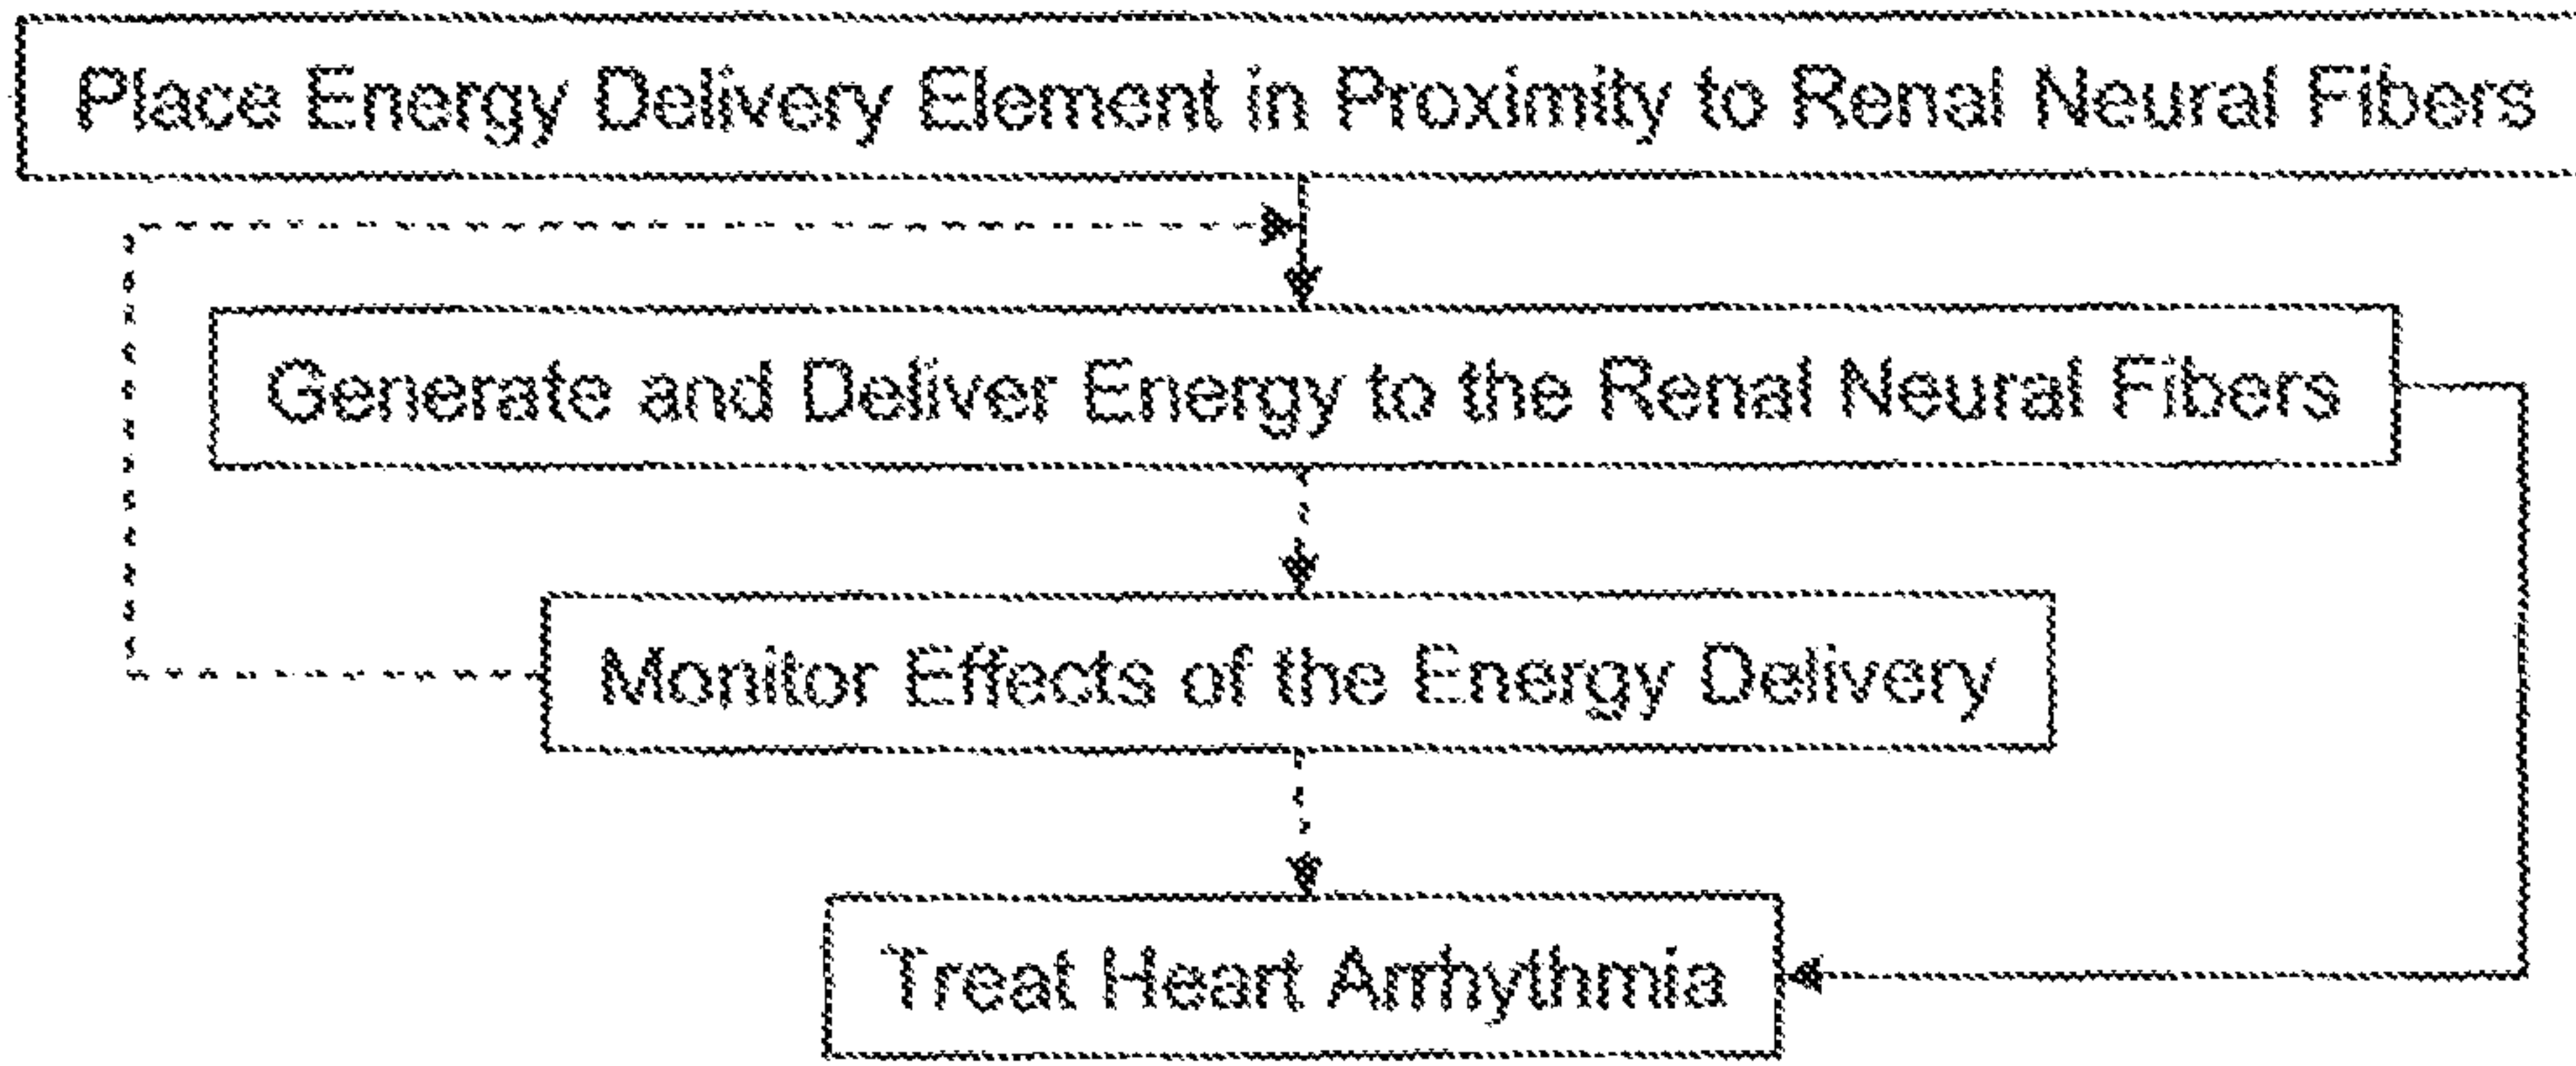 Place Energy Delivery Element in Proximity to Renal Neural Fibers
Generate and Deliver Energy to the Renal Neural Fibers
Monitor Effects of the Energy Delivery
Treat Heart Arrhythmia